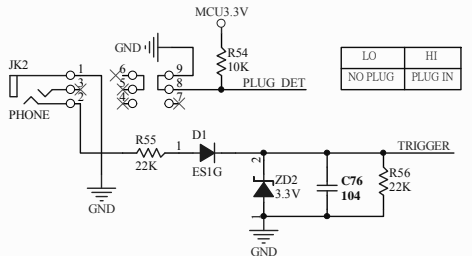 MCU3.3V
JK2
1
3
2
PHONE
GND
6
5
4
9
8
7
R54
10K
PLUG DET
LO HI
NO PLUG PLUG IN
R55
22K
1
D1
ES1G
TRIGGER
2
ZD2
3.3V
C76
104
R56
22K
GND
GND